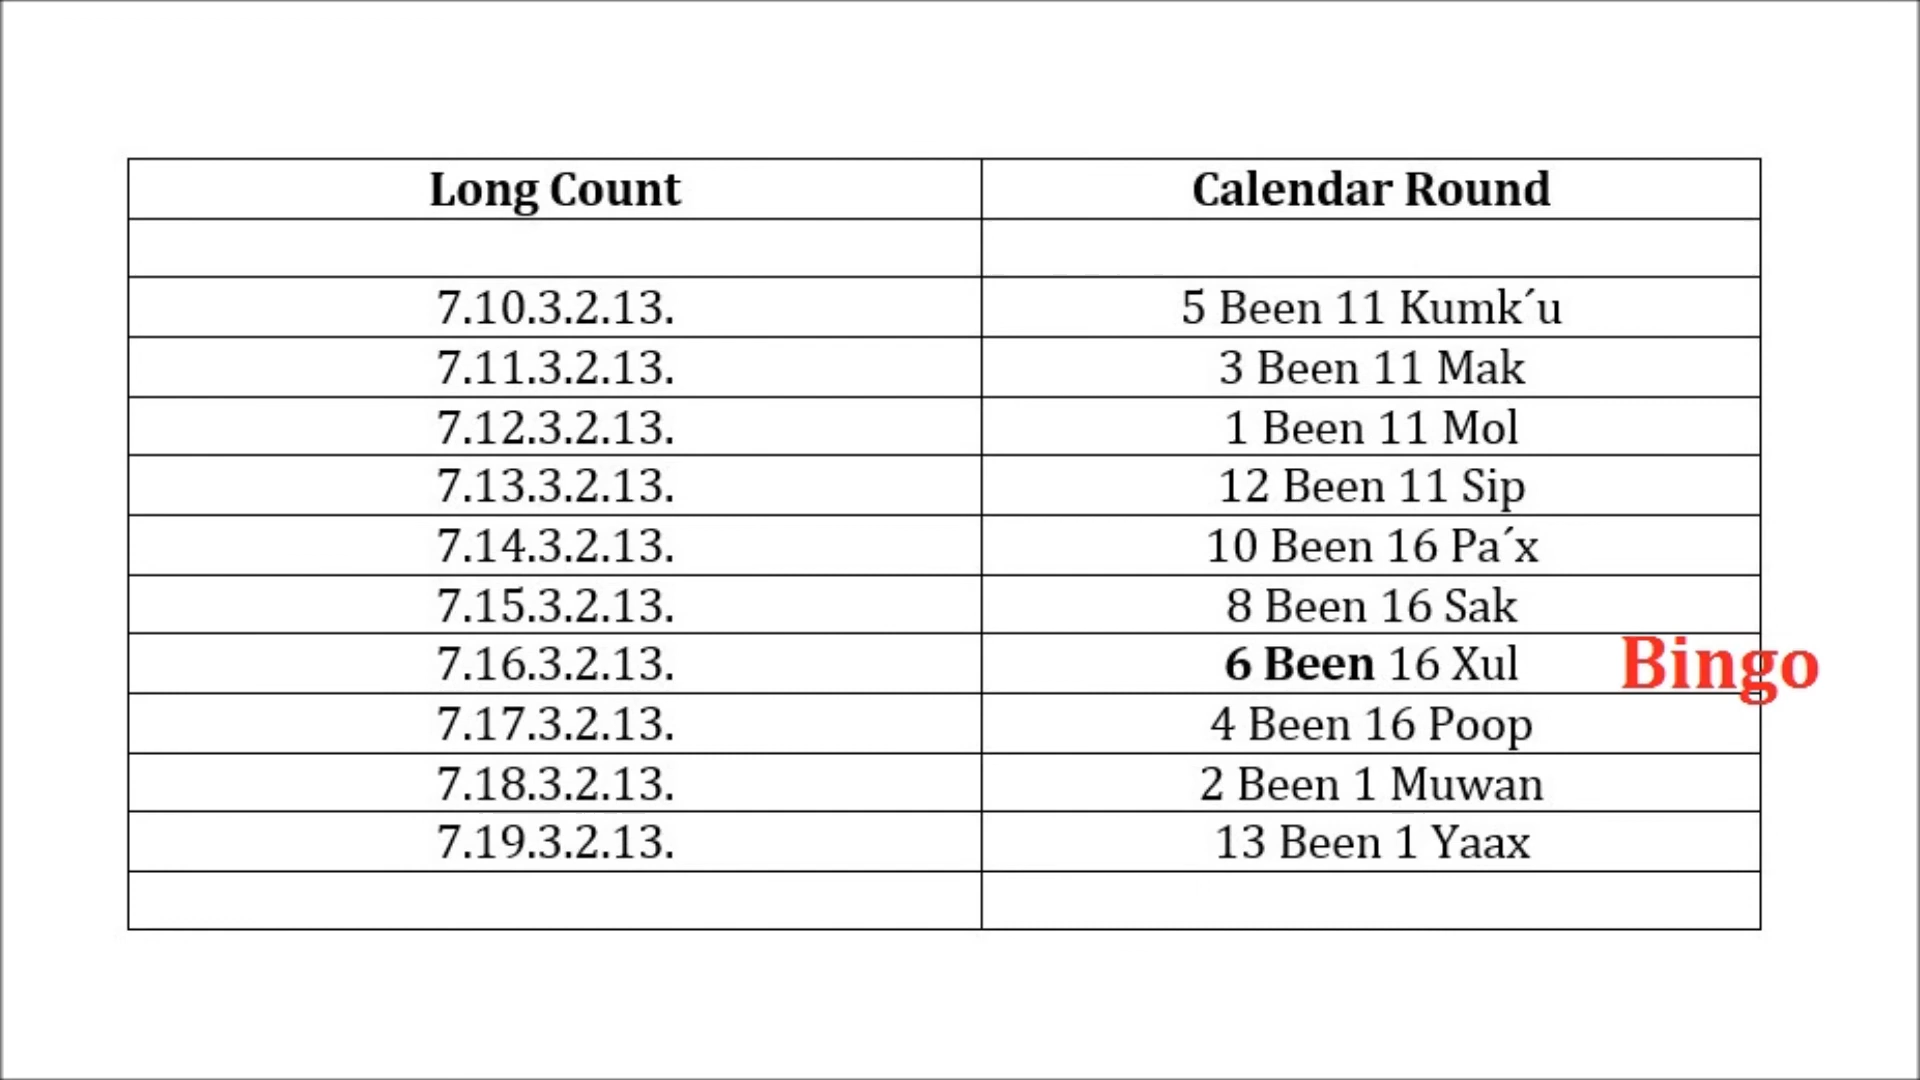 Long Count Calendar Round
7.10.3.2.13. 5 Been 11 Kumk´u
7.11.3.2.13. 3 Been 11 Mak
7.12.3.2.13. 1 Been 11 Mol
7.13.3.2.13. 12 Been 11 Sip
7.14.3.2.13. 10 Been 16 Pa´x
7.15.3.2.13. 8 Been 16 Sak
7.16.3.2.13. 6 Been 16 Xul Bingo
7.17.3.2.13. 4 Been 16 Poop
7.18.3.2.13. 2 Been 1 Muwan
7.19.3.2.13. 13 Been 1 Yaax